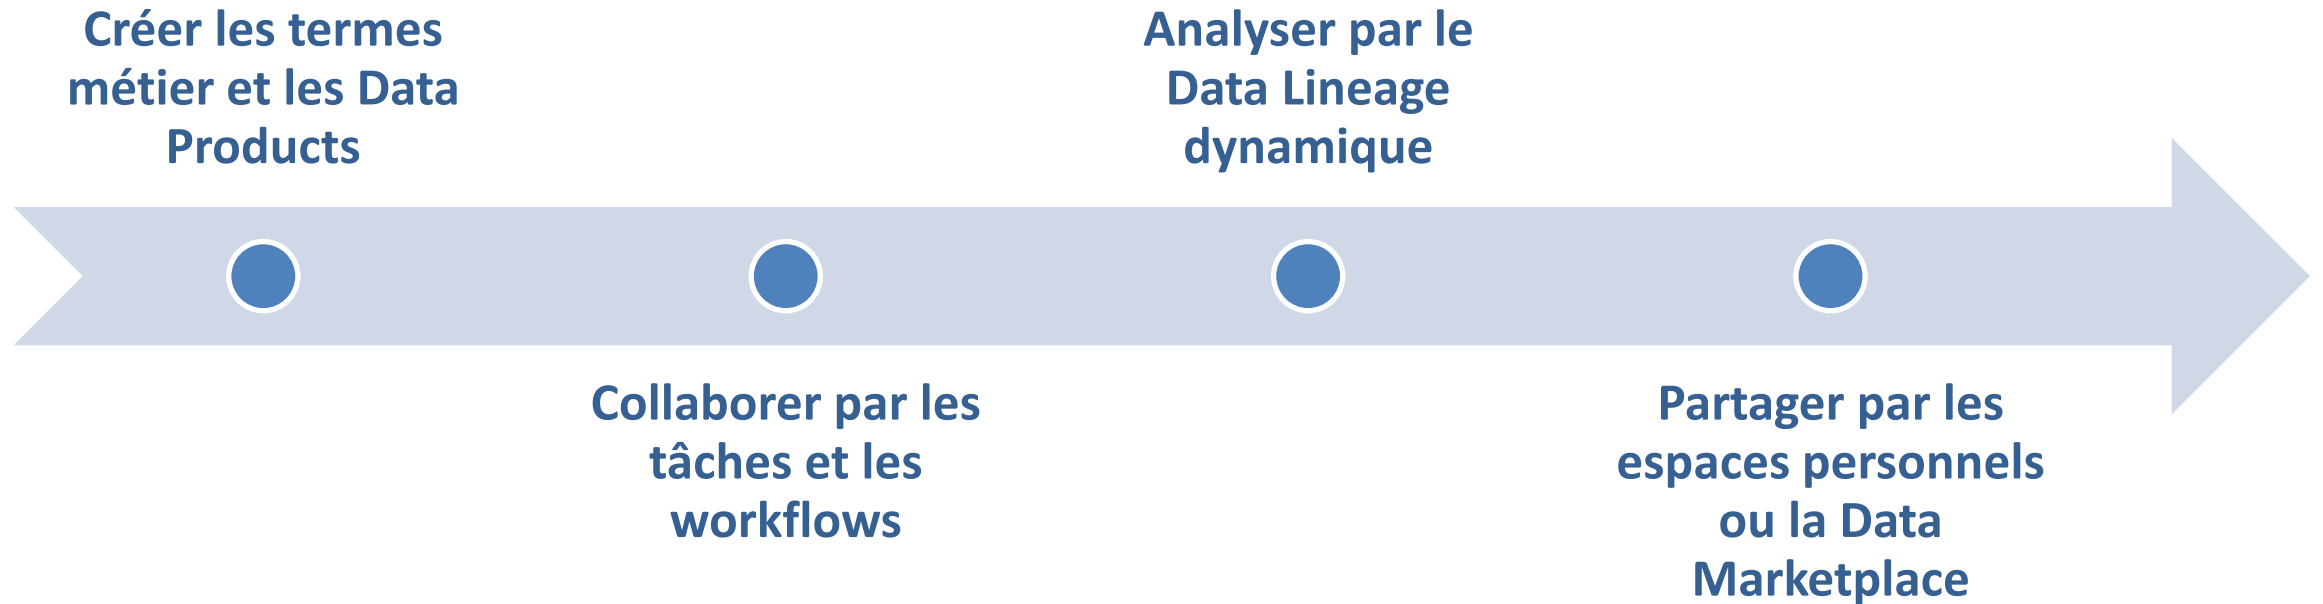 Créer les termes
métier et les Data
Products
Collaborer par les
tâches et les
workflows
Analyser par le
Data Lineage
dynamique
Partager par les
espaces personnels
ou la Data
Marketplace